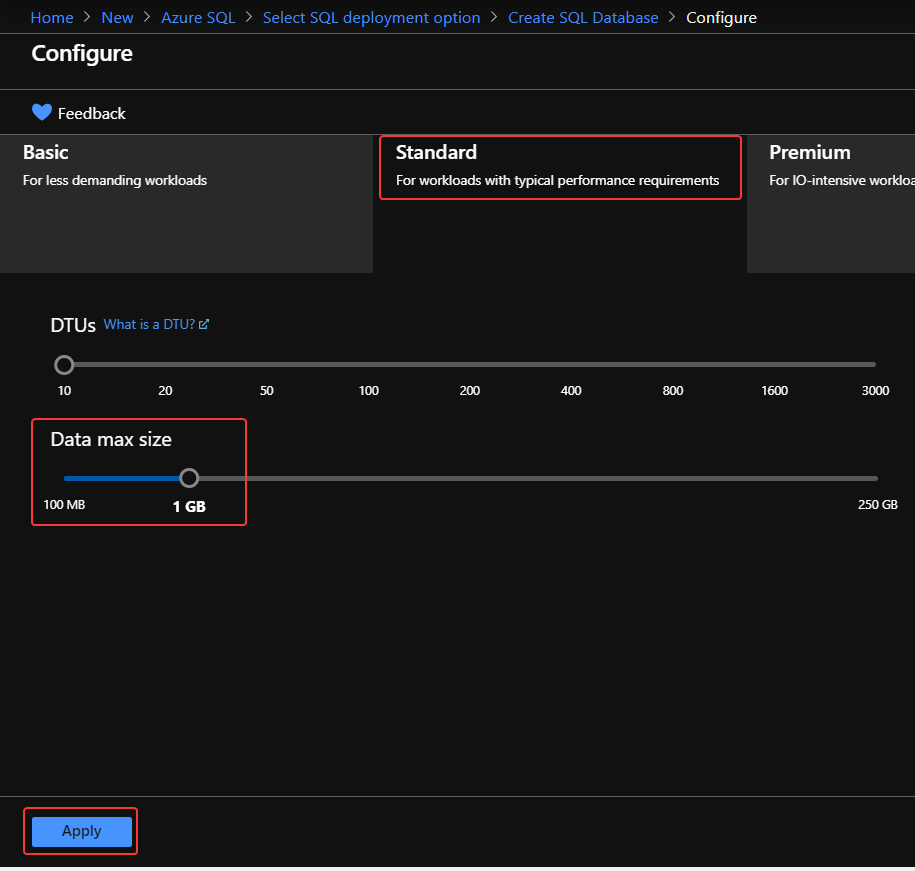 Home > New > Azure SQL > Select SQL deployment option > Create SQL Database > Configure
Configure
Feedback
Basic
For less demanding workloads
Standard
For workloads with typical performance requirements
Premium
For IO-intensive
DTUs What is a DTU?
10 20 50 100 200 400 800 1600 3000
Data max size
100 MB 1 GB 250 GB
Apply